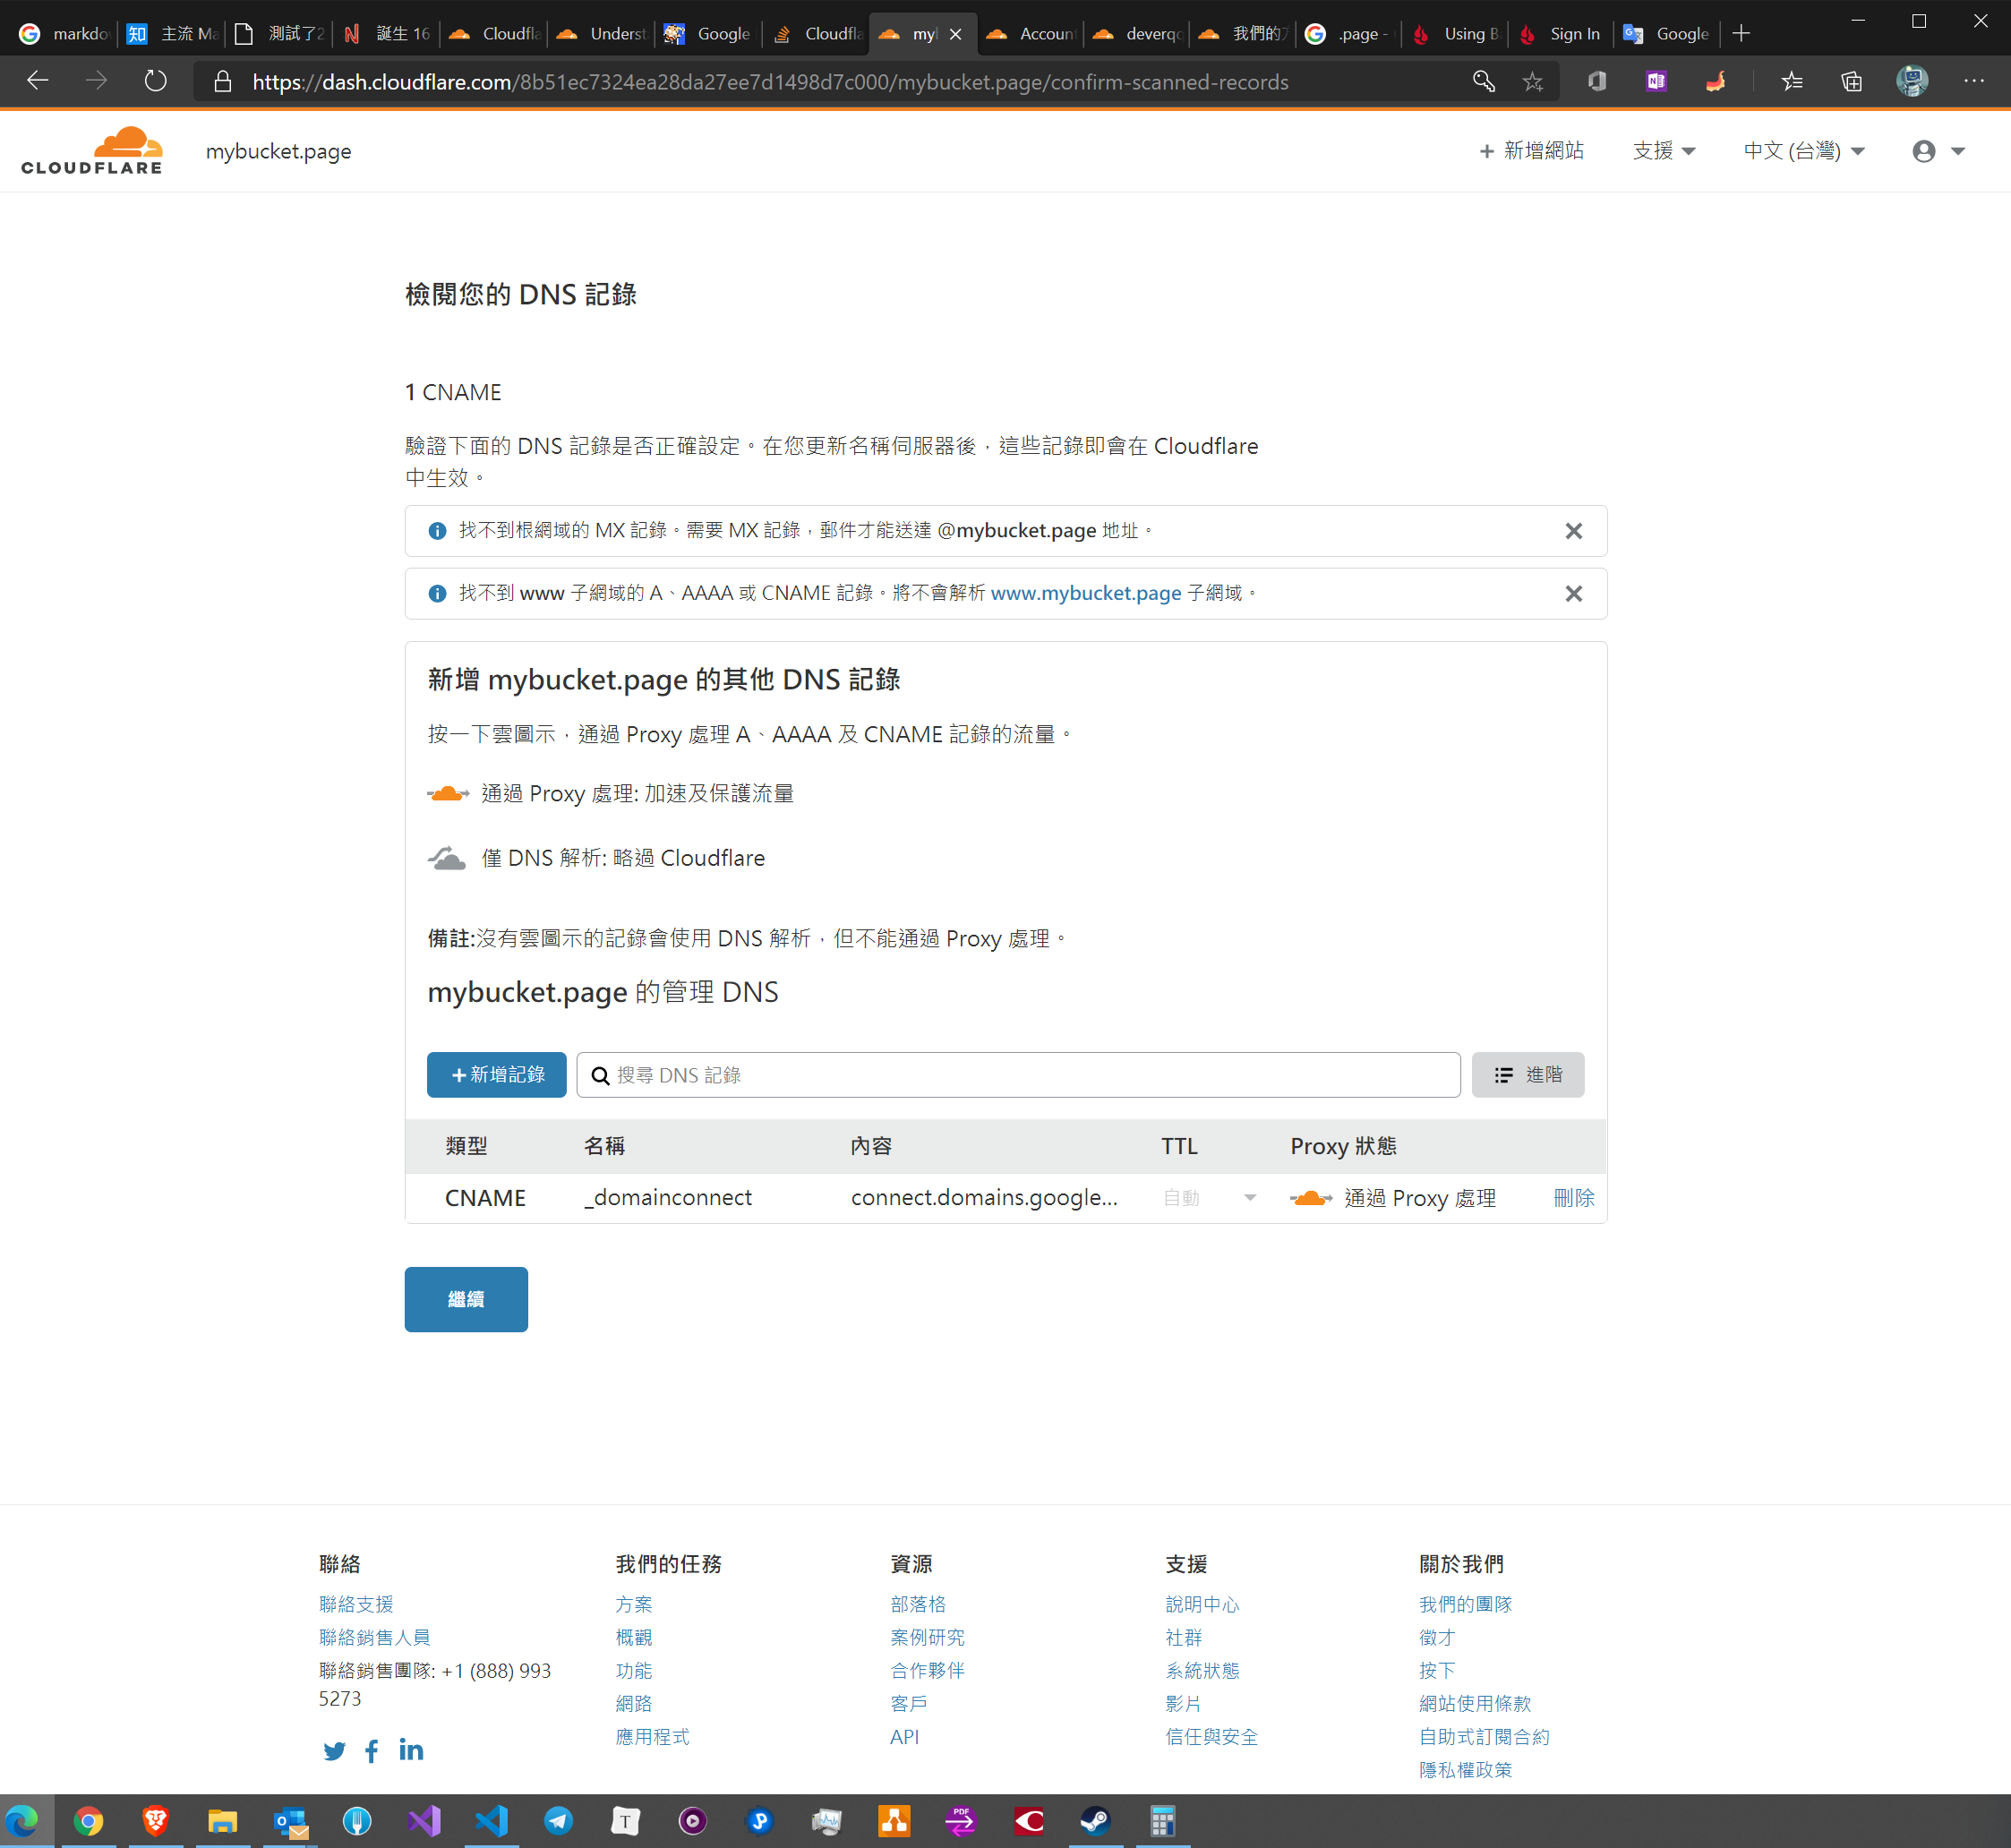 markdo
主流 Ma
測試了2
誕生 16
Cloudfla
Underst
Google
Cloudfla
my
Accoun
deverqc
我們的
.page -
Using B
Sign In
Google
https://dash.cloudflare.com/8b51ec7324ea28da27ee7d1498d7c000/mybucket.page/confirm-scanned-records
CLOUDFLARE
mybucket.page
+ 新增網站
支援
中文 (台灣)
檢閱您的 DNS 記錄
1 CNAME
驗證下面的 DNS 記錄是否正確設定。在您更新名稱伺服器後，這些記錄即會在 Cloudflare
中生效。
找不到根網域的 MX 記錄。需要 MX 記錄，郵件才能送達 @mybucket.page 地址。
找不到 www 子網域的 A、AAAA 或 CNAME 記錄。將不會解析 www.mybucket.page 子網域。
新增 mybucket.page 的其他 DNS 記錄
按一下雲圖示，通過 Proxy 處理 A、AAAA 及 CNAME 記錄的流量。
通過 Proxy 處理: 加速及保護流量
僅 DNS 解析: 略過 Cloudflare
備註:沒有雲圖示的記錄會使用 DNS 解析，但不能通過 Proxy 處理。
mybucket.page 的管理 DNS
+新增記錄
搜尋 DNS 記錄
進階
類型 名稱 內容 TTL Proxy 狀態
CNAME _domainconnect connect.domains.google... 自動 通過 Proxy 處理 刪除
繼續
聯絡
聯絡支援
聯絡銷售人員
聯絡銷售團隊: +1 (888) 993
5273
我們的任務
方案
概觀
功能
網路
應用程式
資源
部落格
案例研究
合作夥伴
客戶
API
支援
說明中心
社群
系統狀態
影片
信任與安全
關於我們
我們的團隊
徵才
按下
網站使用條款
自助式訂閱合約
隱私權政策